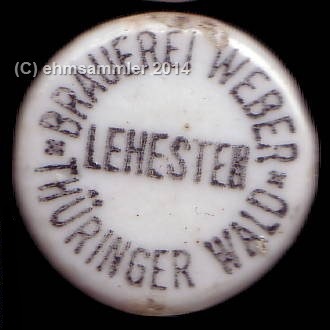 (C) ehmsammler 2014
* BRAUEREI WEBER *
LEHESTEN
THÜRINGER WALD